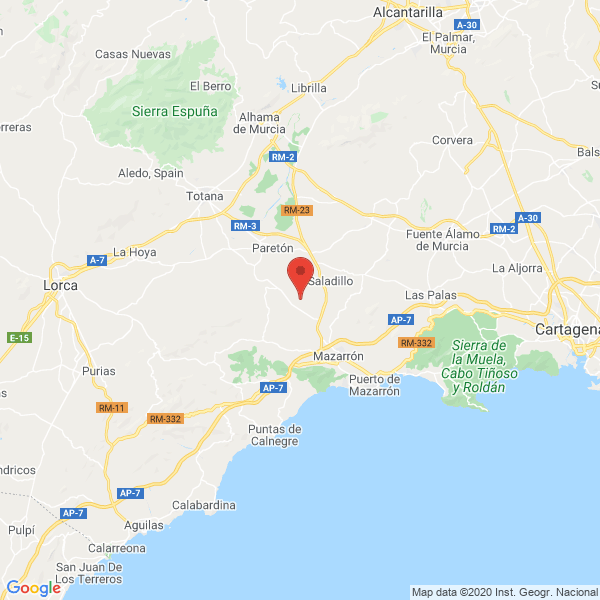 Alcantarilla
A-30
El Palmar,
Murcia
Casas Nuevas
El Berro
Librilla
Sierra Espuña
Alhama
de Murcia
Corvera
erreras
RM-2
Bals
Aledo, Spain
Totana
RM-23
A-30
RM-3
RM-2
Fuente Álamo
de Murcia
La Hoya
Paretón
A-7
La Aljorra
Lorca
Saladillo
Las Palas
AP-7
Cartagena
E-15
RM-332
Sierra de
la Muela,
Cabo Tiñoso
y Roldán
Mazarrón
Purias
AP-7
Puerto de
Mazarrón
RM-11
RM-332
Puntas de
Calnegre
ndricos
AP-7
Calabardina
AP-7
Pulpí
Aguilas
Calarreona
San Juan De
Los Terreros
Google
Map data ©2020 Inst. Geogr. Nacional